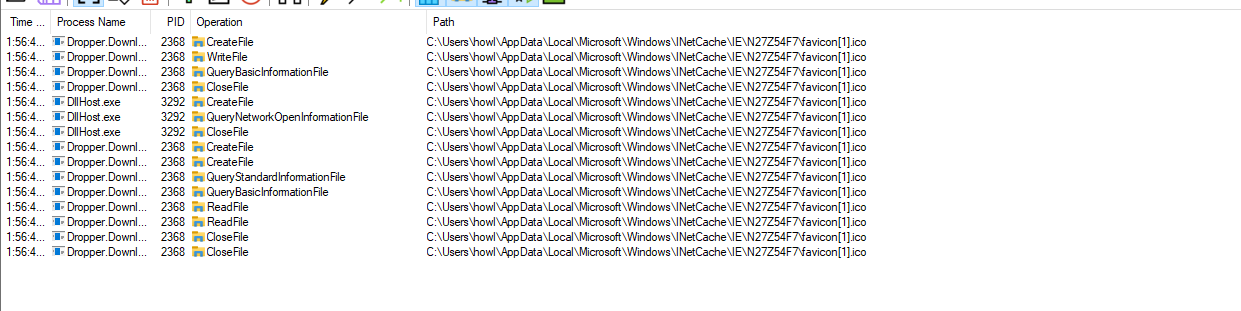 Time ... Process Name PID Operation Path
1:56:4... Dropper.Downl... 2368 CreateFile C:\Users\howl\AppData\Local\Microsoft\Windows\INetCache\IE\N27Z54F7\favicon[1].ico
1:56:4... Dropper.Downl... 2368 WriteFile C:\Users\howl\AppData\Local\Microsoft\Windows\INetCache\IE\N27Z54F7\favicon[1].ico
1:56:4... Dropper.Downl... 2368 QueryBasicInformationFile C:\Users\howl\AppData\Local\Microsoft\Windows\INetCache\IE\N27Z54F7\favicon[1].ico
1:56:4... Dropper.Downl... 2368 CloseFile C:\Users\howl\AppData\Local\Microsoft\Windows\INetCache\IE\N27Z54F7\favicon[1].ico
1:56:4... DllHost.exe 3292 CreateFile C:\Users\howl\AppData\Local\Microsoft\Windows\INetCache\IE\N27Z54F7\favicon[1].ico
1:56:4... DllHost.exe 3292 QueryNetworkOpenInformationFile C:\Users\howl\AppData\Local\Microsoft\Windows\INetCache\IE\N27Z54F7\favicon[1].ico
1:56:4... DllHost.exe 3292 CloseFile C:\Users\howl\AppData\Local\Microsoft\Windows\INetCache\IE\N27Z54F7\favicon[1].ico
1:56:4... Dropper.Downl... 2368 CreateFile C:\Users\howl\AppData\Local\Microsoft\Windows\INetCache\IE\N27Z54F7\favicon[1].ico
1:56:4... Dropper.Downl... 2368 CreateFile C:\Users\howl\AppData\Local\Microsoft\Windows\INetCache\IE\N27Z54F7\favicon[1].ico
1:56:4... Dropper.Downl... 2368 QueryStandardInformationFile C:\Users\howl\AppData\Local\Microsoft\Windows\INetCache\IE\N27Z54F7\favicon[1].ico
1:56:4... Dropper.Downl... 2368 QueryBasicInformationFile C:\Users\howl\AppData\Local\Microsoft\Windows\INetCache\IE\N27Z54F7\favicon[1].ico
1:56:4... Dropper.Downl... 2368 ReadFile C:\Users\howl\AppData\Local\Microsoft\Windows\INetCache\IE\N27Z54F7\favicon[1].ico
1:56:4... Dropper.Downl... 2368 ReadFile C:\Users\howl\AppData\Local\Microsoft\Windows\INetCache\IE\N27Z54F7\favicon[1].ico
1:56:4... Dropper.Downl... 2368 CloseFile C:\Users\howl\AppData\Local\Microsoft\Windows\INetCache\IE\N27Z54F7\favicon[1].ico
1:56:4... Dropper.Downl... 2368 CloseFile C:\Users\howl\AppData\Local\Microsoft\Windows\INetCache\IE\N27Z54F7\favicon[1].ico